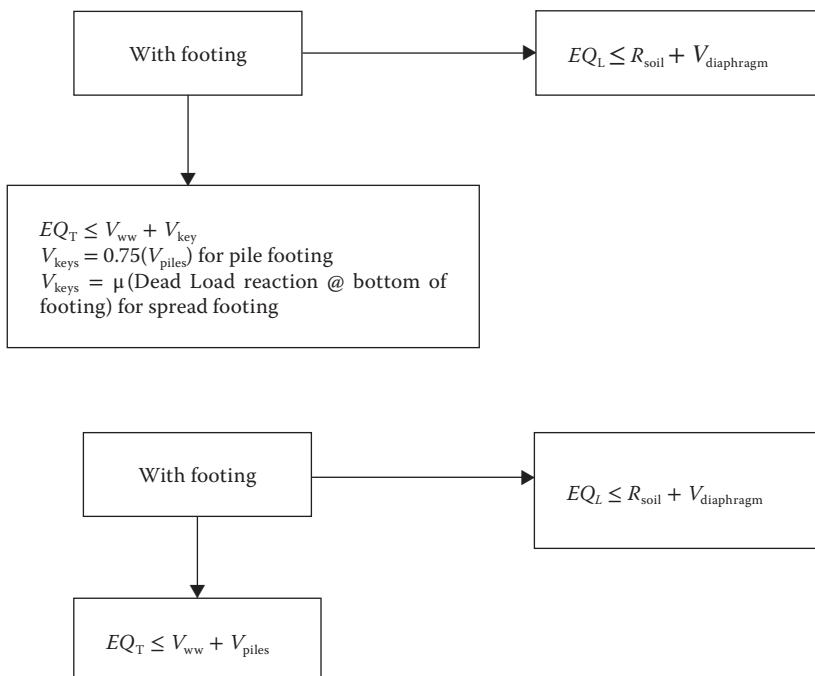 With footing
EQ_L ≤ R_soil + V_diaphragm
EQ_T ≤ V_ww + V_key
V_keys = 0.75(V_piles) for pile footing
V_keys = μ(Dead Load reaction @ bottom of
footing) for spread footing
With footing
EQ_L ≤ R_soil + V_diaphragm
EQ_T ≤ V_ww + V_piles